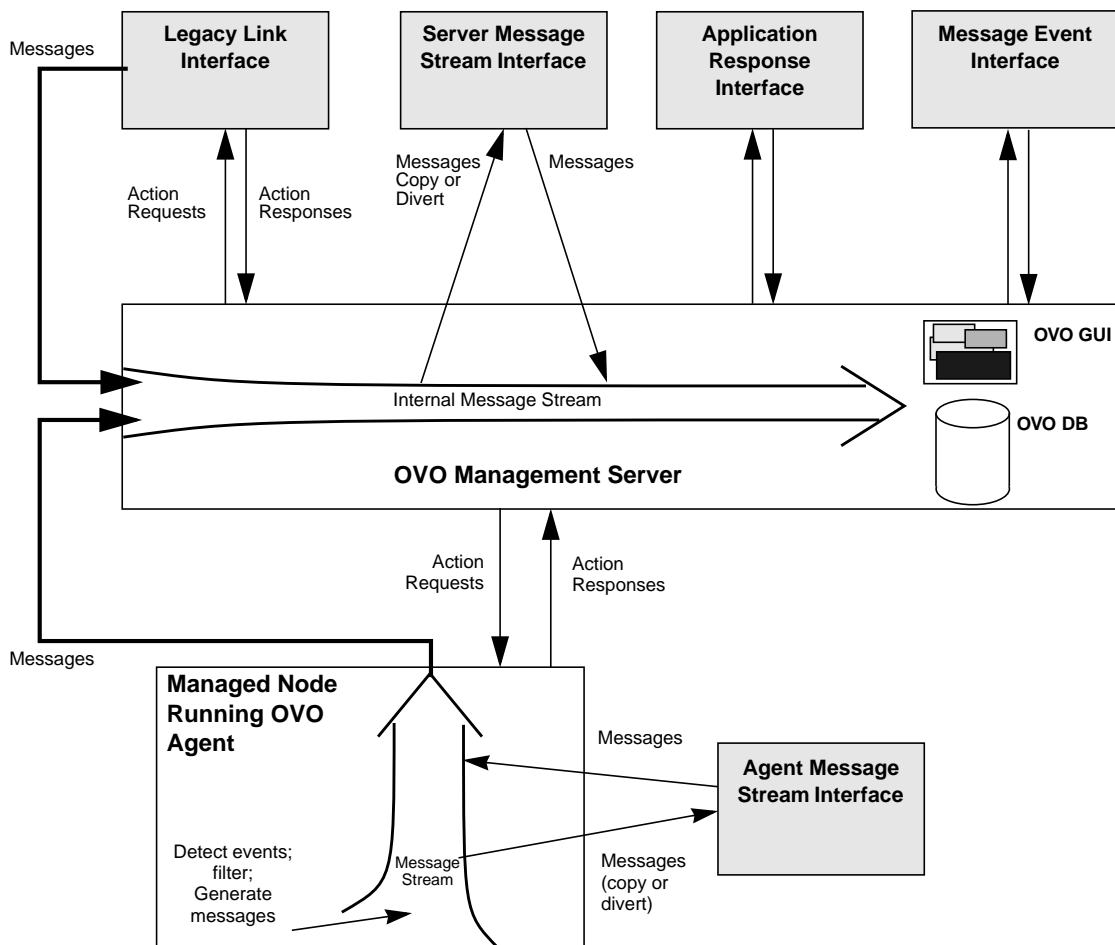 Messages
Legacy Link
Interface
Server Message
Stream Interface
Application
Response
Interface
Message Event
Interface
Action
Requests
Action
Responses
Messages
Copy or
Divert
Messages
OVO GUI
Internal Message Stream
OVO DB
OVO Management Server
Action
Requests
Action
Responses
Messages
Managed Node
Running OVO
Agent
Messages
Agent Message
Stream Interface
Detect events;
filter;
Generate
messages
Message
Stream
Messages
(copy or
divert)